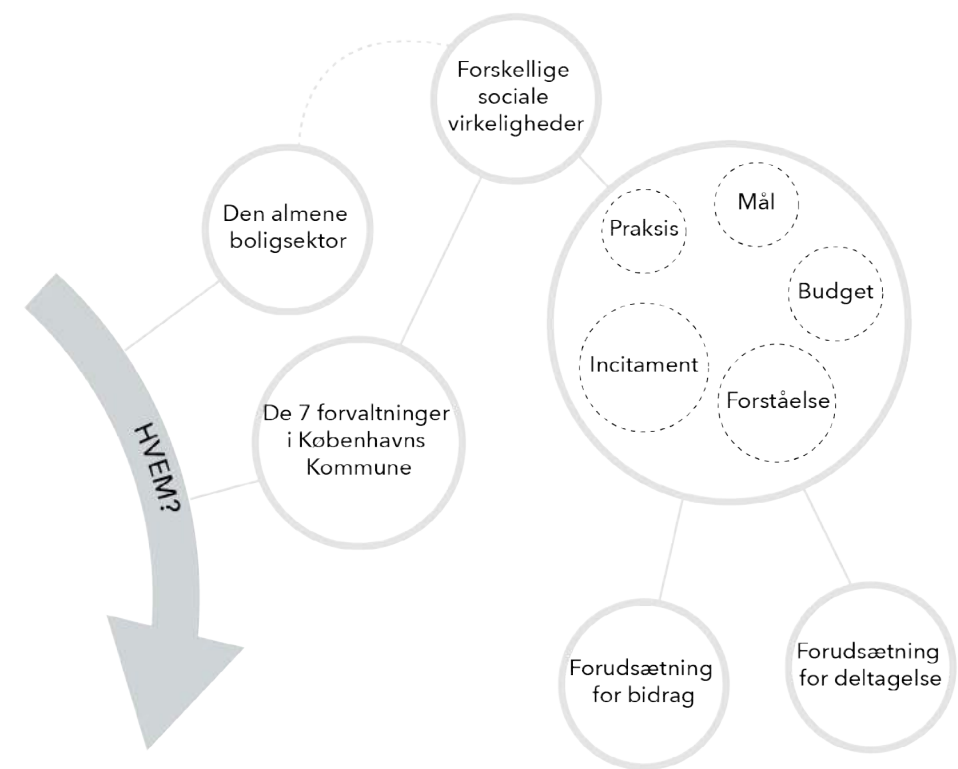 Forskellige
sociale
virkeligheder
Den almene
boligsektor
Praksis
Mål
Budget
Incitament
Forståelse
De 7 forvaltninger
i Københavns
Kommune
HVEM?
Forudsætning
for bidrag
Forudsætning
for deltagelse